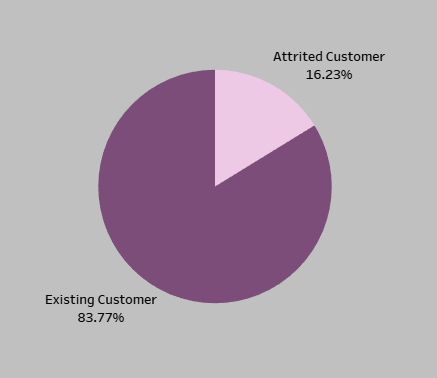 Attrited Customer
16.23%
Existing Customer
83.77%